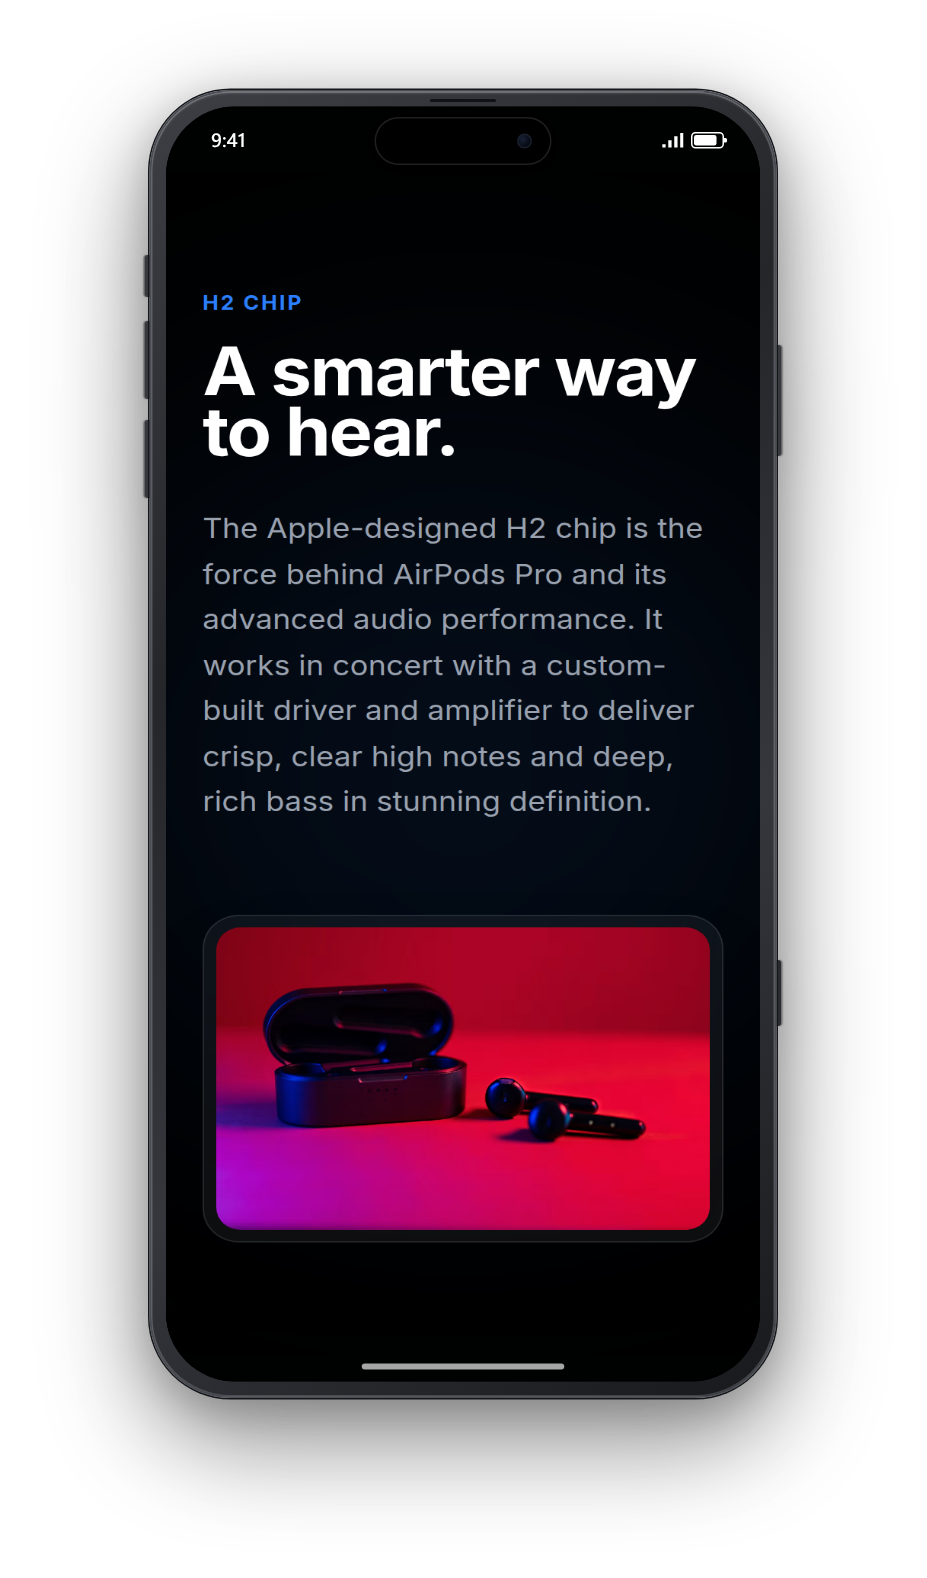 9:41
H2 CHIP
A smarter way
to hear.
The Apple-designed H2 chip is the
force behind AirPods Pro and its
advanced audio performance. It
works in concert with a custom-
built driver and amplifier to deliver
crisp, clear high notes and deep,
rich bass in stunning definition.